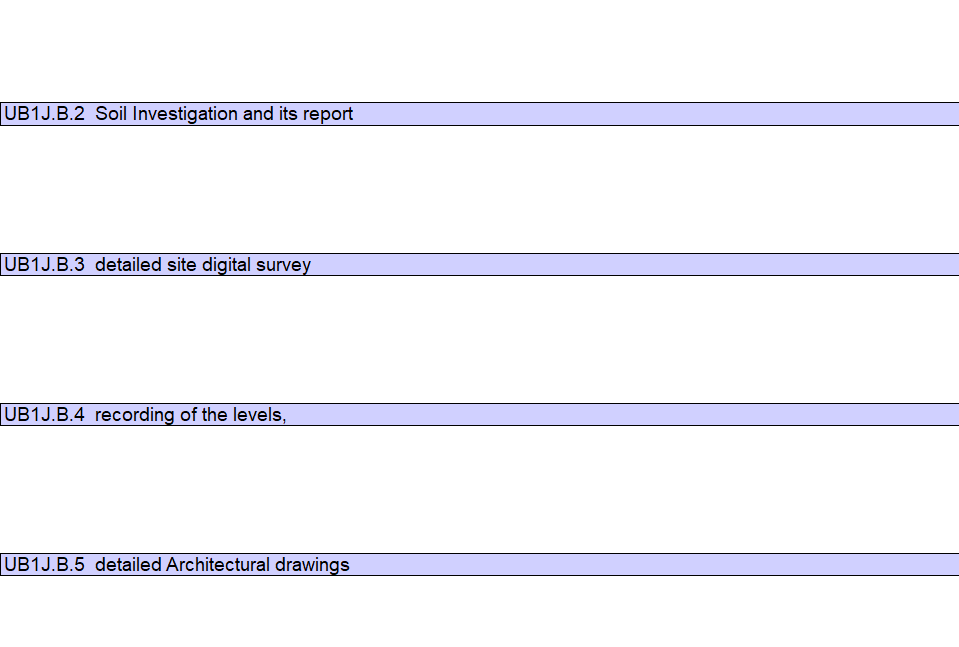 UB1J.B.2  Soil Investigation and its report
UB1J.B.3  detailed site digital survey
UB1J.B.4  recording of the levels,
UB1J.B.5  detailed Architectural drawings